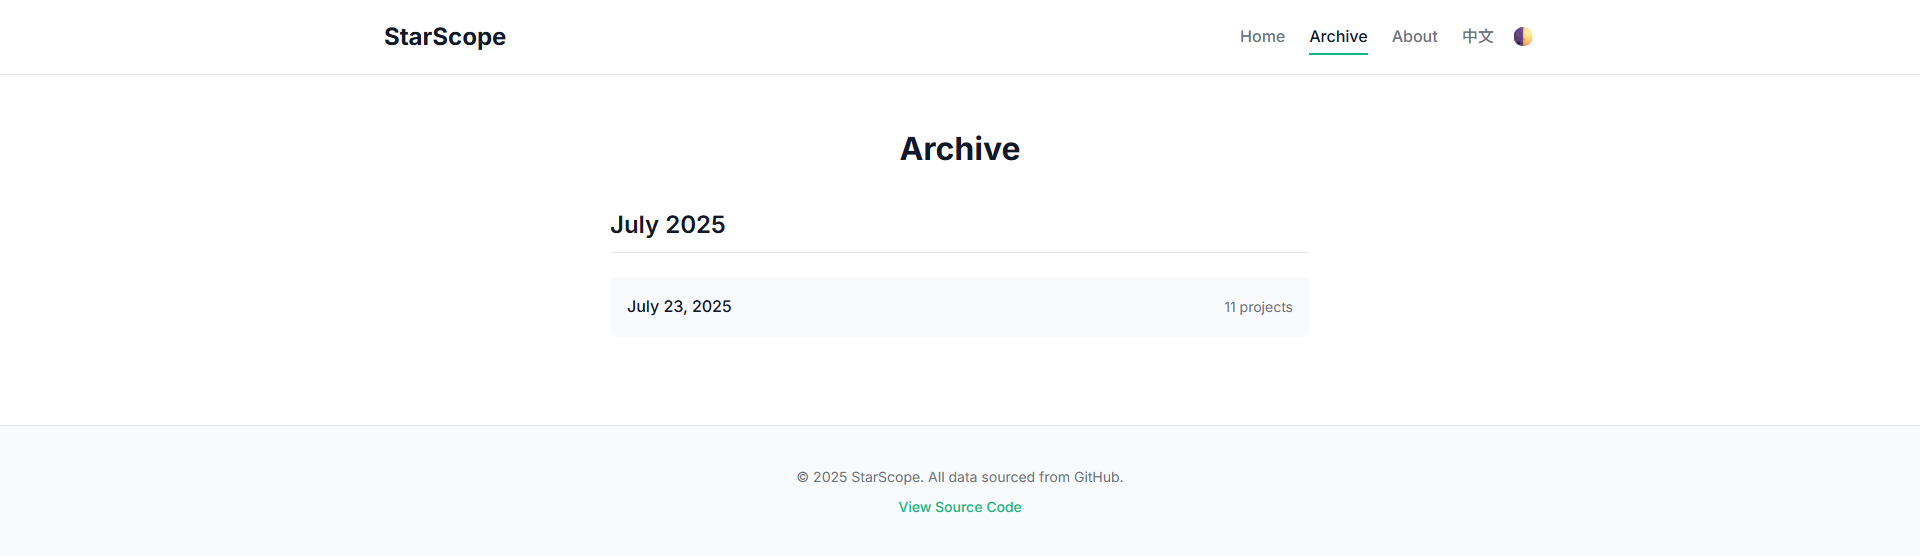 StarScope
Home Archive About 中文
Archive
July 2025
July 23, 2025 11 projects
© 2025 StarScope. All data sourced from GitHub.
View Source Code